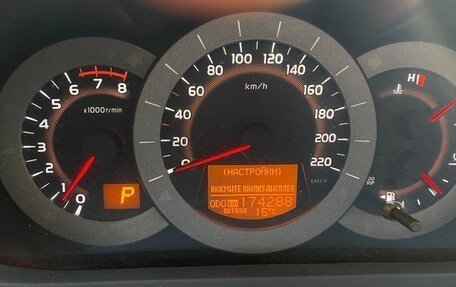 6 7 8
5
4
3
2
1
0
x1000r/min
P
0 20 40 60 80 100 120 140 160 180 200 220
km/h
(НАСТРОЙКИ)
НАЖМИТЕ КНОПКУ ДИСПЛЕЯ
ODO km 174288
OUTSIDE 15°C
H